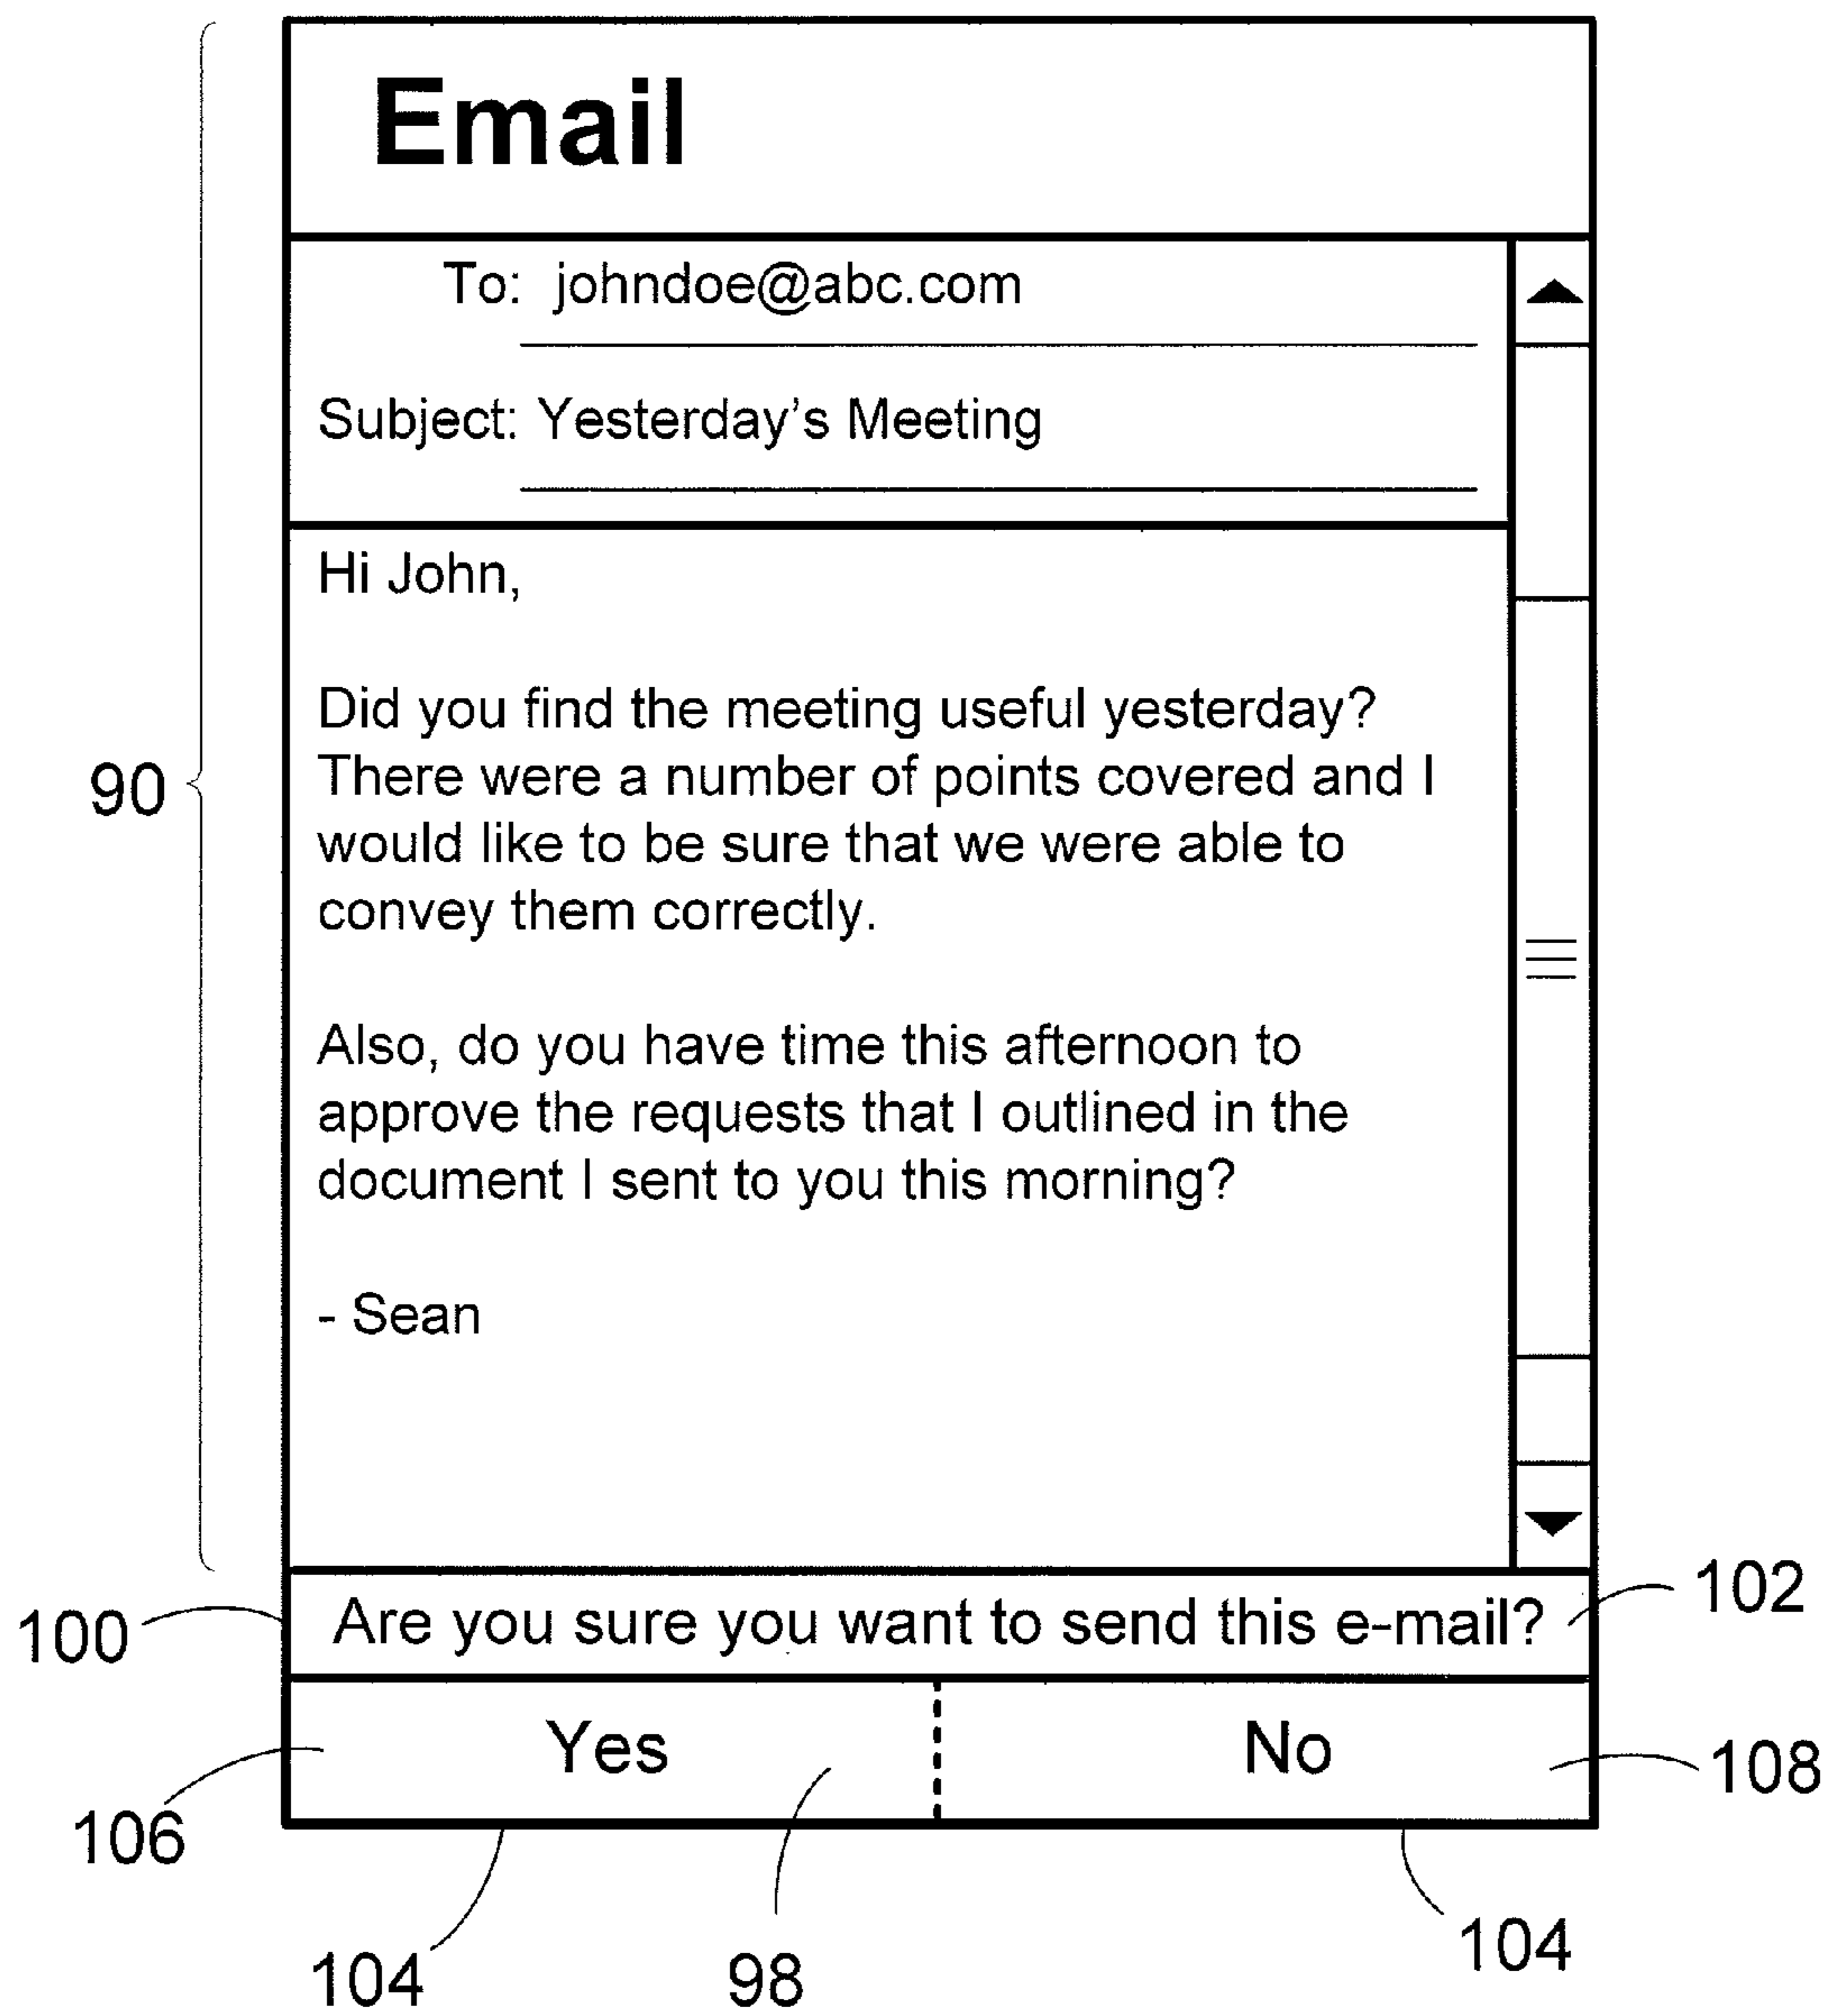 Email
To: johndoe@abc.com
Subject: Yesterday's Meeting
Hi John,
Did you find the meeting useful yesterday?
There were a number of points covered and I
would like to be sure that we were able to
convey them correctly.
Also, do you have time this afternoon to
approve the requests that I outlined in the
document I sent to you this morning?
- Sean
90
Are you sure you want to send this e-mail?
100
102
Yes
No
106
108
104
98
104